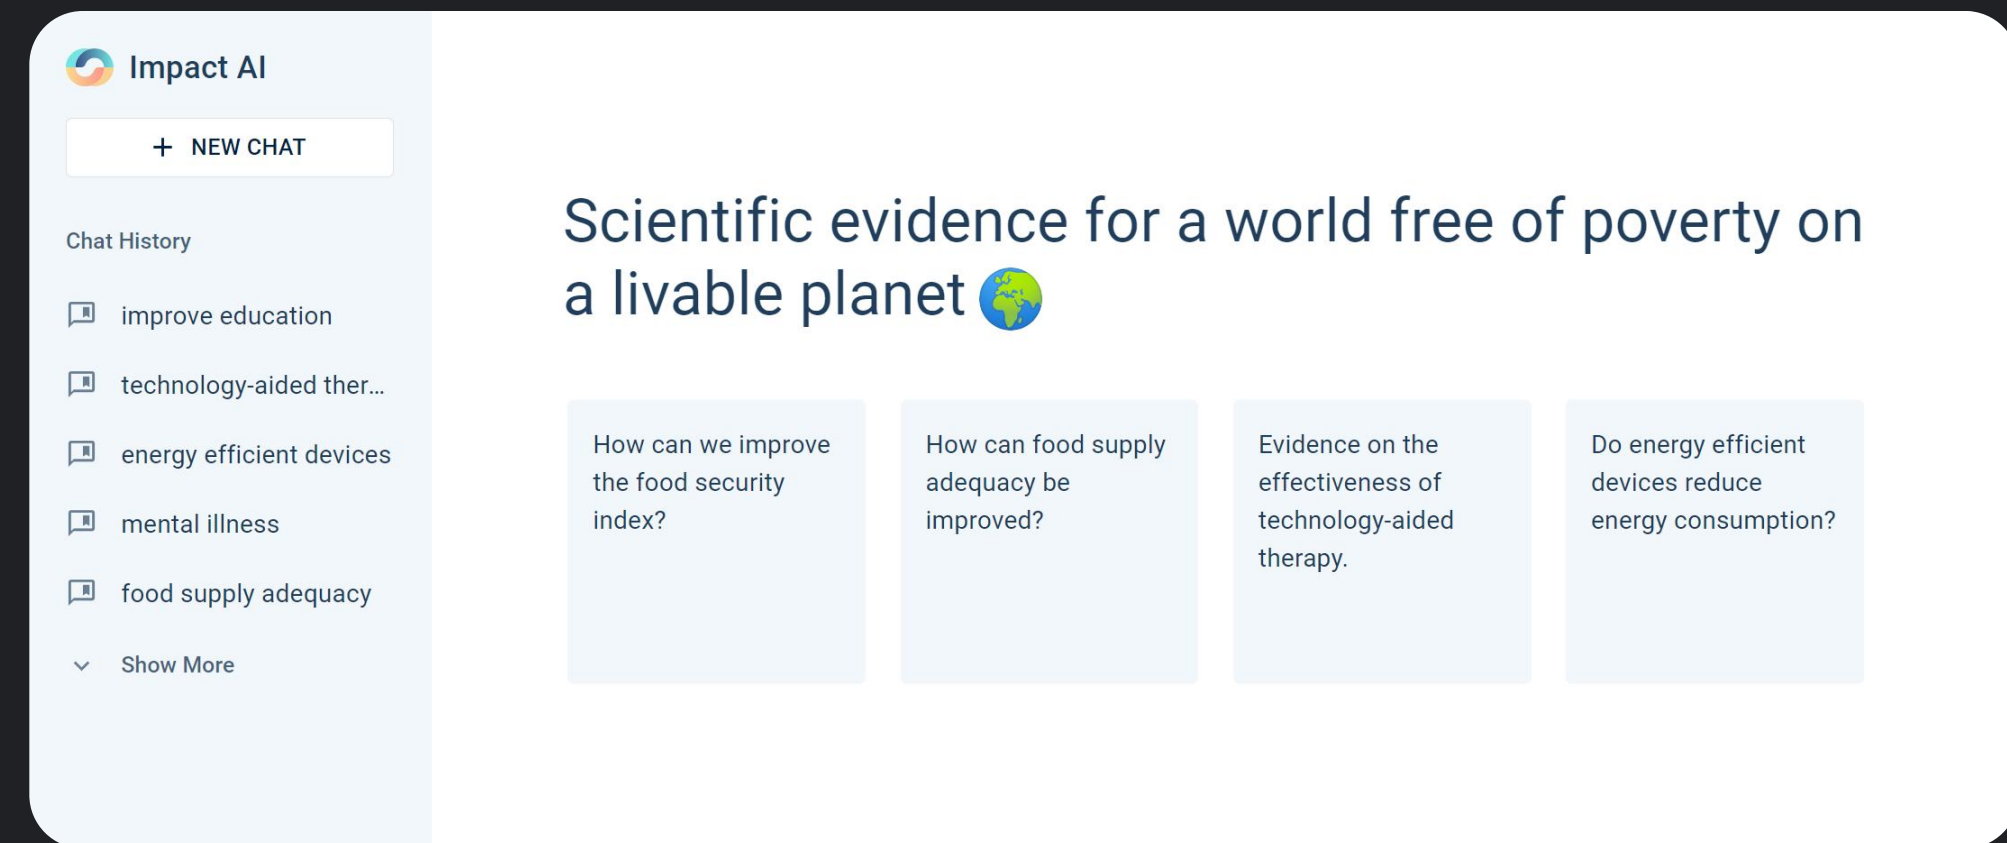 Impact AI
+ NEW CHAT
Chat History
improve education
technology-aided ther...
energy efficient devices
mental illness
food supply adequacy
Show More
Scientific evidence for a world free of poverty on
a livable planet 🌍
How can we improve
the food security
index?
How can food supply
adequacy be
improved?
Evidence on the
effectiveness of
technology-aided
therapy.
Do energy efficient
devices reduce
energy consumption?